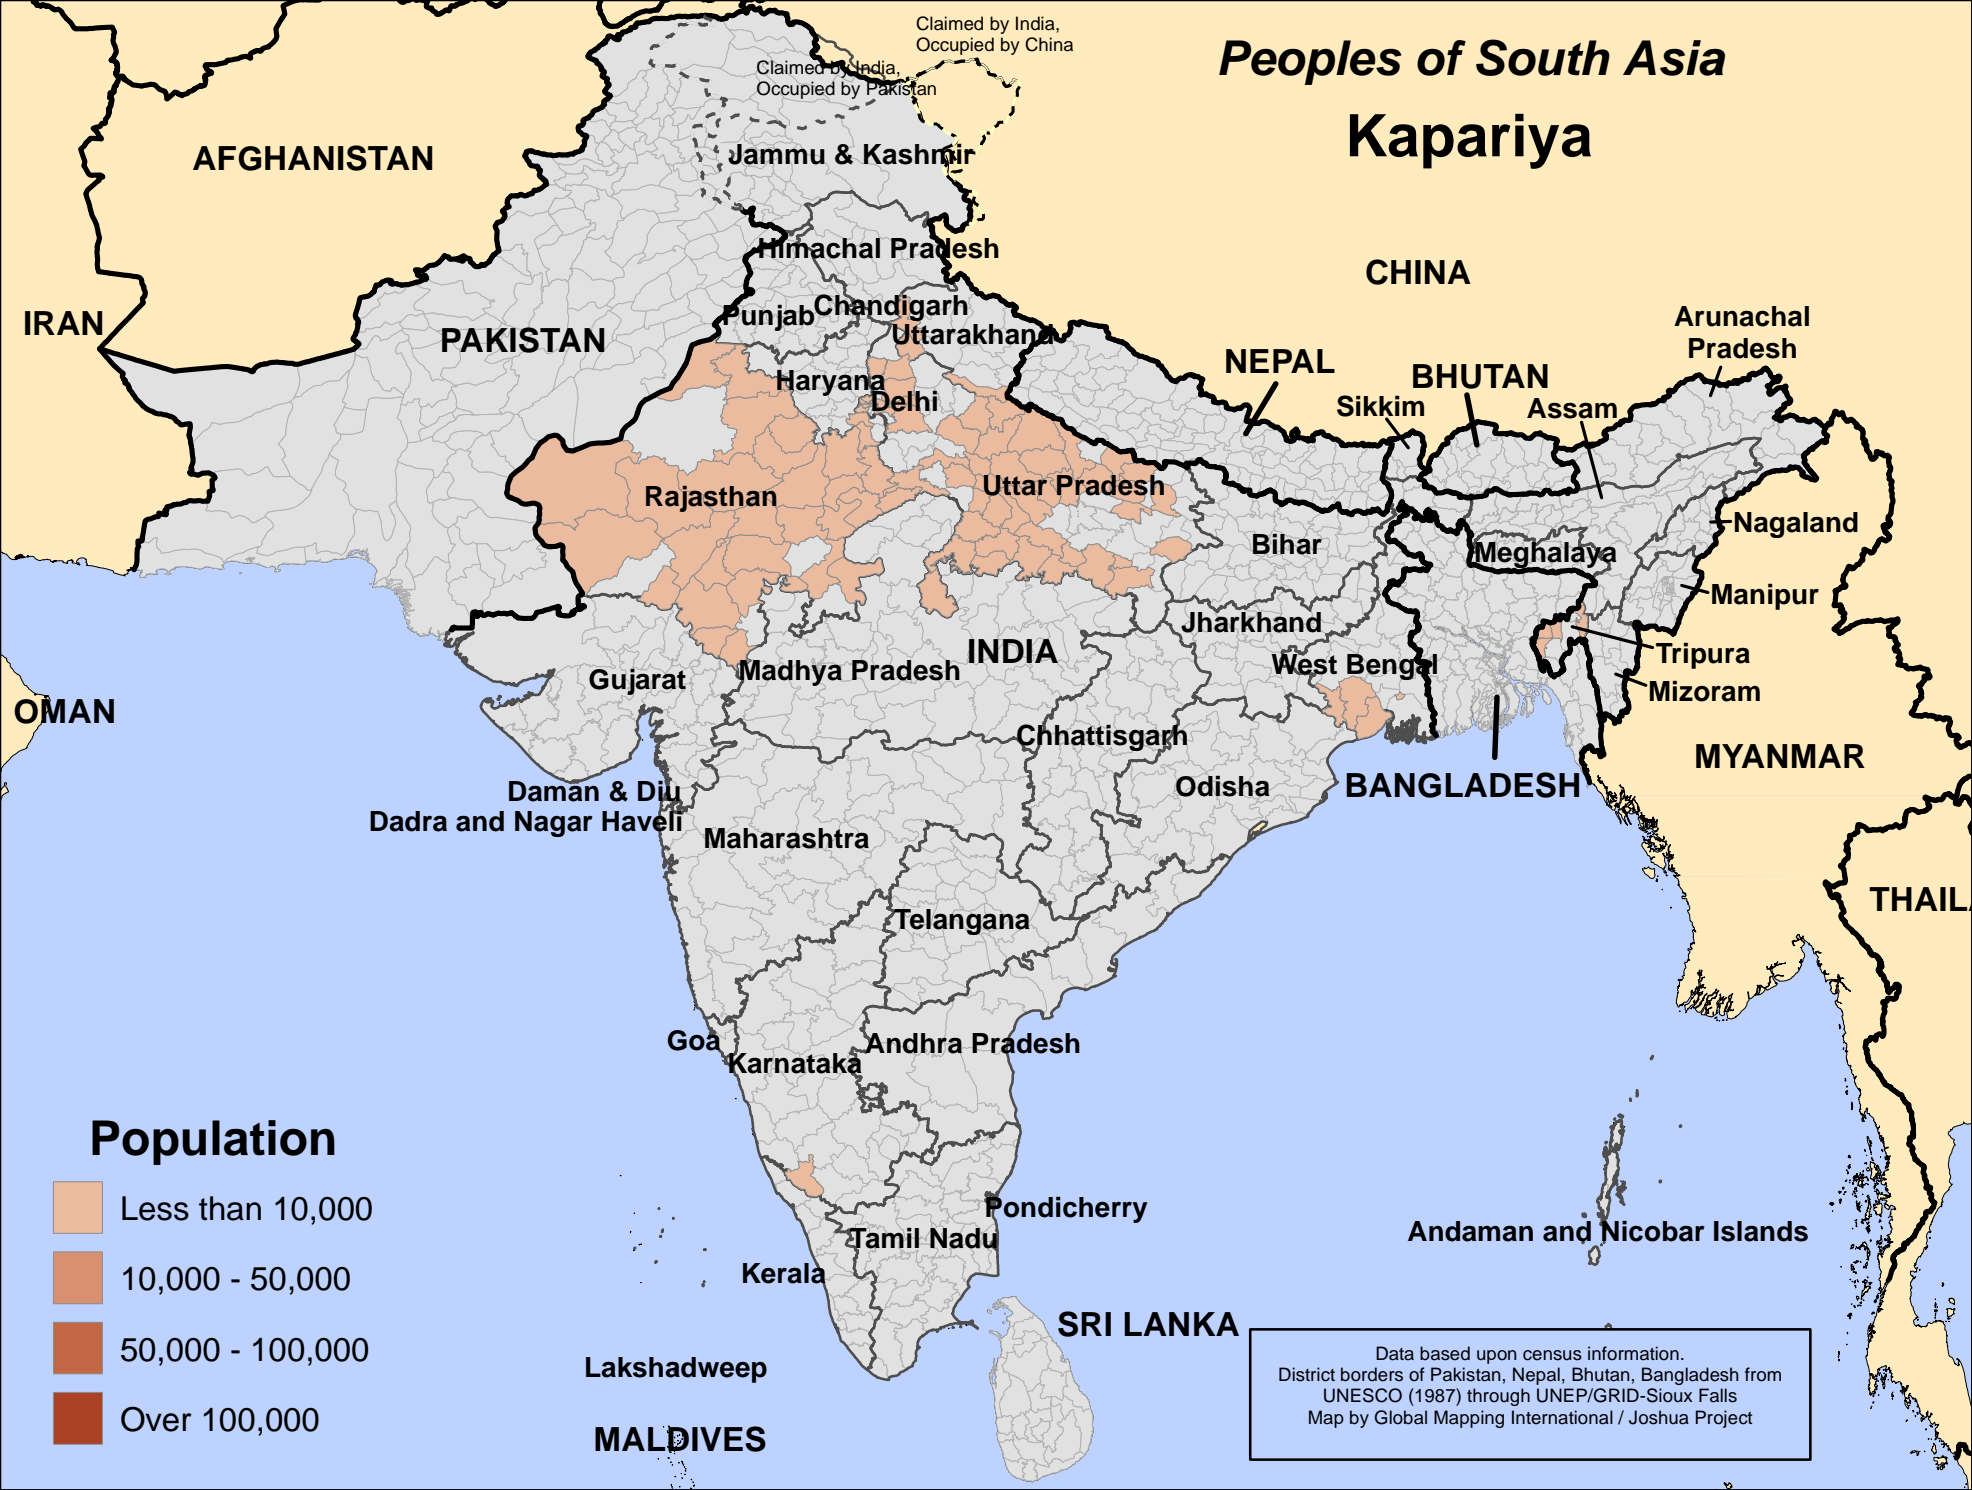 Claimed by India,
Occupied by China
Peoples of South Asia
Kapariya
Claimed by India,
Occupied by Pakistan
AFGHANISTAN
Jammu & Kashmir
Himachal Pradesh
CHINA
IRAN
PAKISTAN
Punjab
Chandigarh
Uttarakhand
Arunachal
Pradesh
NEPAL
BHUTAN
Haryana
Delhi
Sikkim
Assam
Rajasthan
Uttar Pradesh
Nagaland
Bihar
Meghalaya
Manipur
Jharkhand
INDIA
Tripura
West Bengal
Madhya Pradesh
Gujarat
Mizoram
OMAN
Chhattisgarh
MYANMAR
Odisha
BANGLADESH
Daman & Diu
Dadra and Nagar Haveli
Maharashtra
THAIL
Telangana
Goa
Andhra Pradesh
Karnataka
Pondicherry
Andaman and Nicobar Islands
Tamil Nadu
Kerala
SRI LANKA
Lakshadweep
MALDIVES
Population
Less than 10,000
10,000 - 50,000
50,000 - 100,000
Over 100,000
Data based upon census information.
District borders of Pakistan, Nepal, Bhutan, Bangladesh from
UNESCO (1987) through UNEP/GRID-Sioux Falls
Map by Global Mapping International / Joshua Project